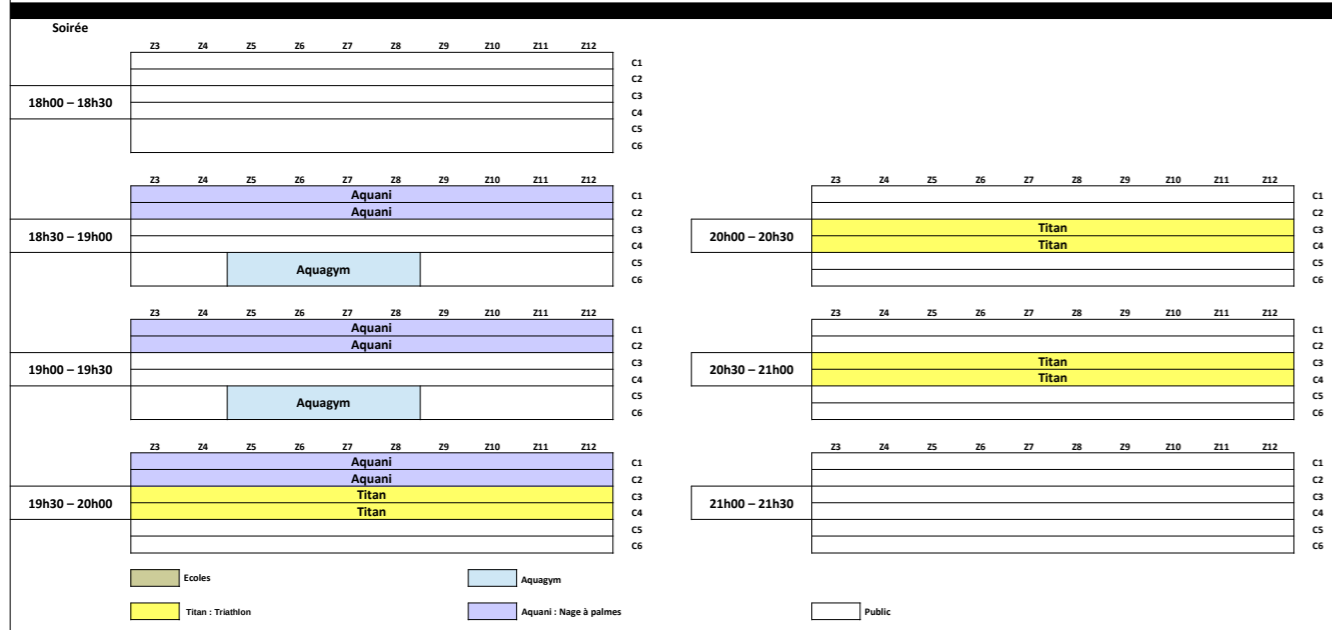 Soirée
Z3 Z4 Z5 Z6 Z7 Z8 Z9 Z10 Z11 Z12
C1
C2
18h00 – 18h30 C3
C4
C5
C6
Z3 Z4 Z5 Z6 Z7 Z8 Z9 Z10 Z11 Z12
Aquani C1
Aquani C2
18h30 – 19h00 C3
C4
Aquagym C5
C6
Z3 Z4 Z5 Z6 Z7 Z8 Z9 Z10 Z11 Z12
Aquani C1
Aquani C2
19h00 – 19h30 C3
C4
Aquagym C5
C6
Z3 Z4 Z5 Z6 Z7 Z8 Z9 Z10 Z11 Z12
Aquani C1
Aquani C2
19h30 – 20h00 Titan C3
Titan C4
C5
C6
Z3 Z4 Z5 Z6 Z7 Z8 Z9 Z10 Z11 Z12
C1
C2
20h00 – 20h30 Titan C3
Titan C4
C5
C6
Z3 Z4 Z5 Z6 Z7 Z8 Z9 Z10 Z11 Z12
C1
C2
20h30 – 21h00 Titan C3
Titan C4
C5
C6
Z3 Z4 Z5 Z6 Z7 Z8 Z9 Z10 Z11 Z12
C1
C2
21h00 – 21h30 C3
C4
C5
C6
Ecoles Aquagym
Titan : Triathlon Aquani : Nage à palmes Public